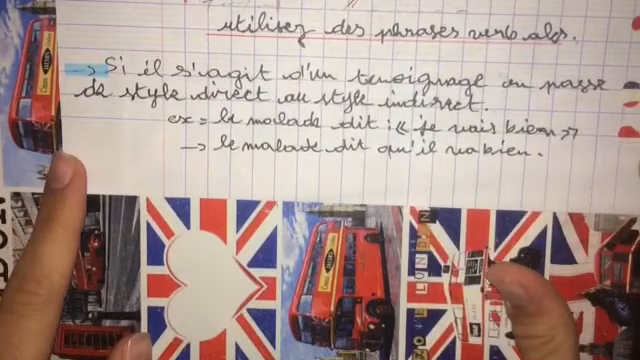 utilisez des phrases verbales.
→ Si il s'agit d'un temoignage on passe
de style direct au style indirect.
ex = le malade dit : « je vais bien »
→ le malade dit qu'il va bien.
LONDON